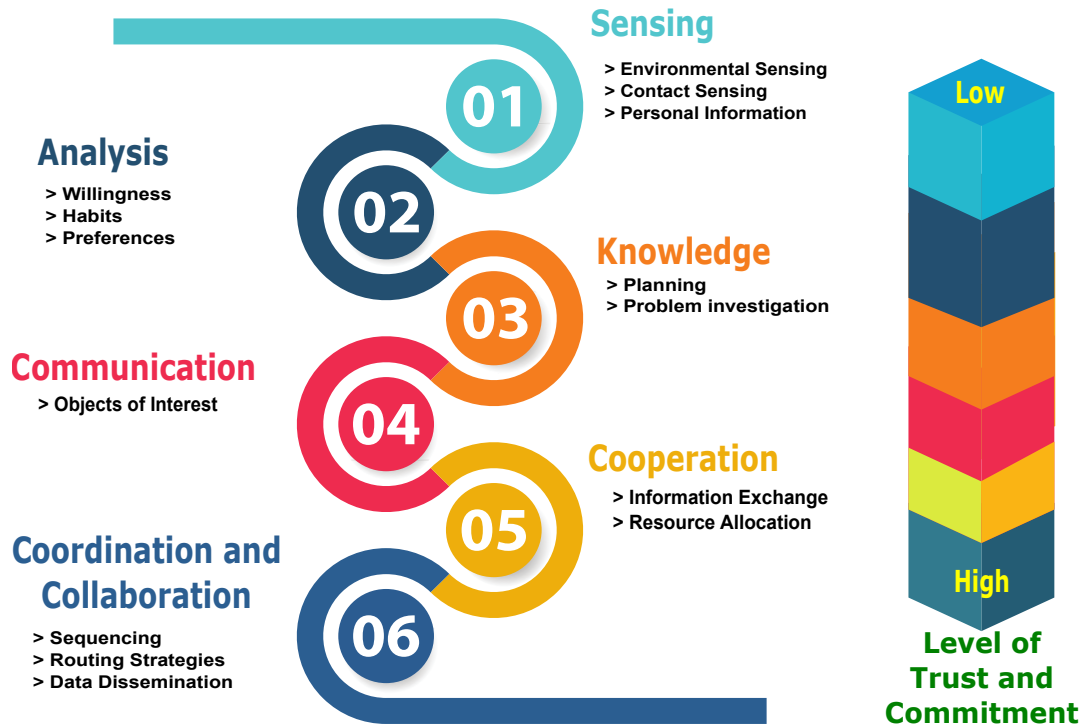 Sensing
> Environmental Sensing
> Contact Sensing
> Personal Information
01
Analysis
> Willingness
> Habits
> Preferences
02
Knowledge
> Planning
> Problem investigation
03
Communication
> Objects of Interest
04
Cooperation
> Information Exchange
> Resource Allocation
05
Coordination and
Collaboration
> Sequencing
> Routing Strategies
> Data Dissemination
06
Low
High
Level of
Trust and
Commitment